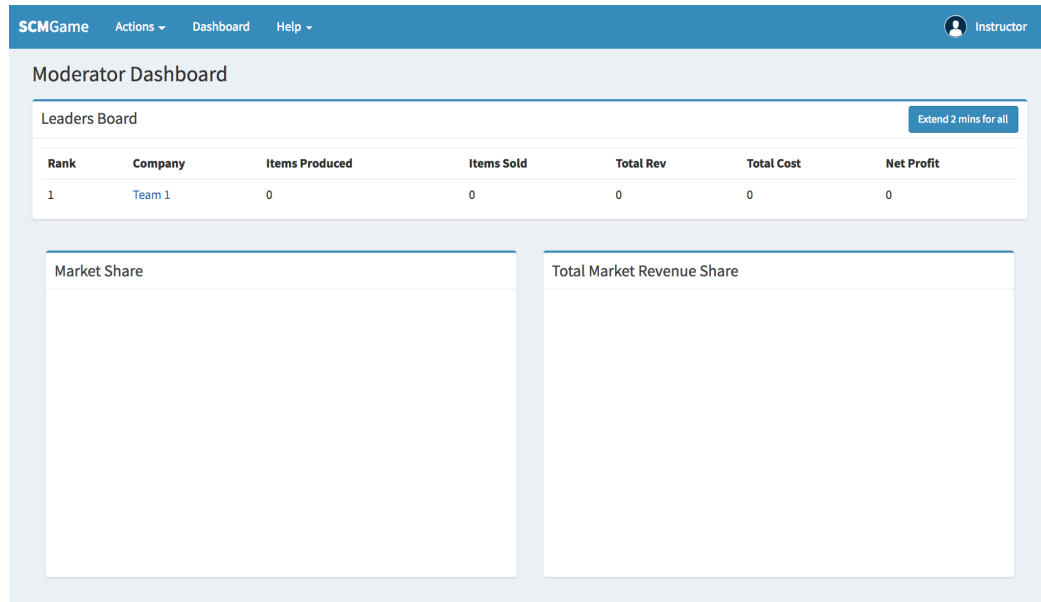 SCMGame Actions Dashboard Help Instructor
Moderator Dashboard
Leaders Board Extend 2 mins for all
Rank Company Items Produced Items Sold Total Rev Total Cost Net Profit
1 Team 1 0 0 0 0 0
Market Share Total Market Revenue Share